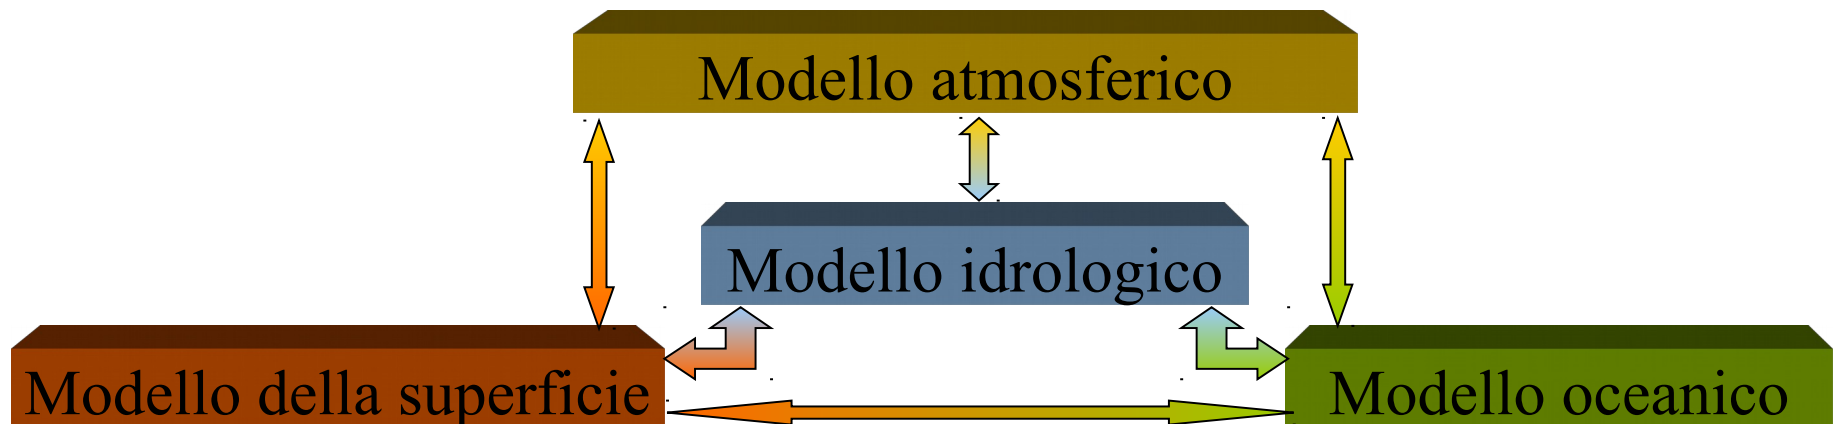 Modello atmosferico
Modello idrologico
Modello della superficie
Modello oceanico